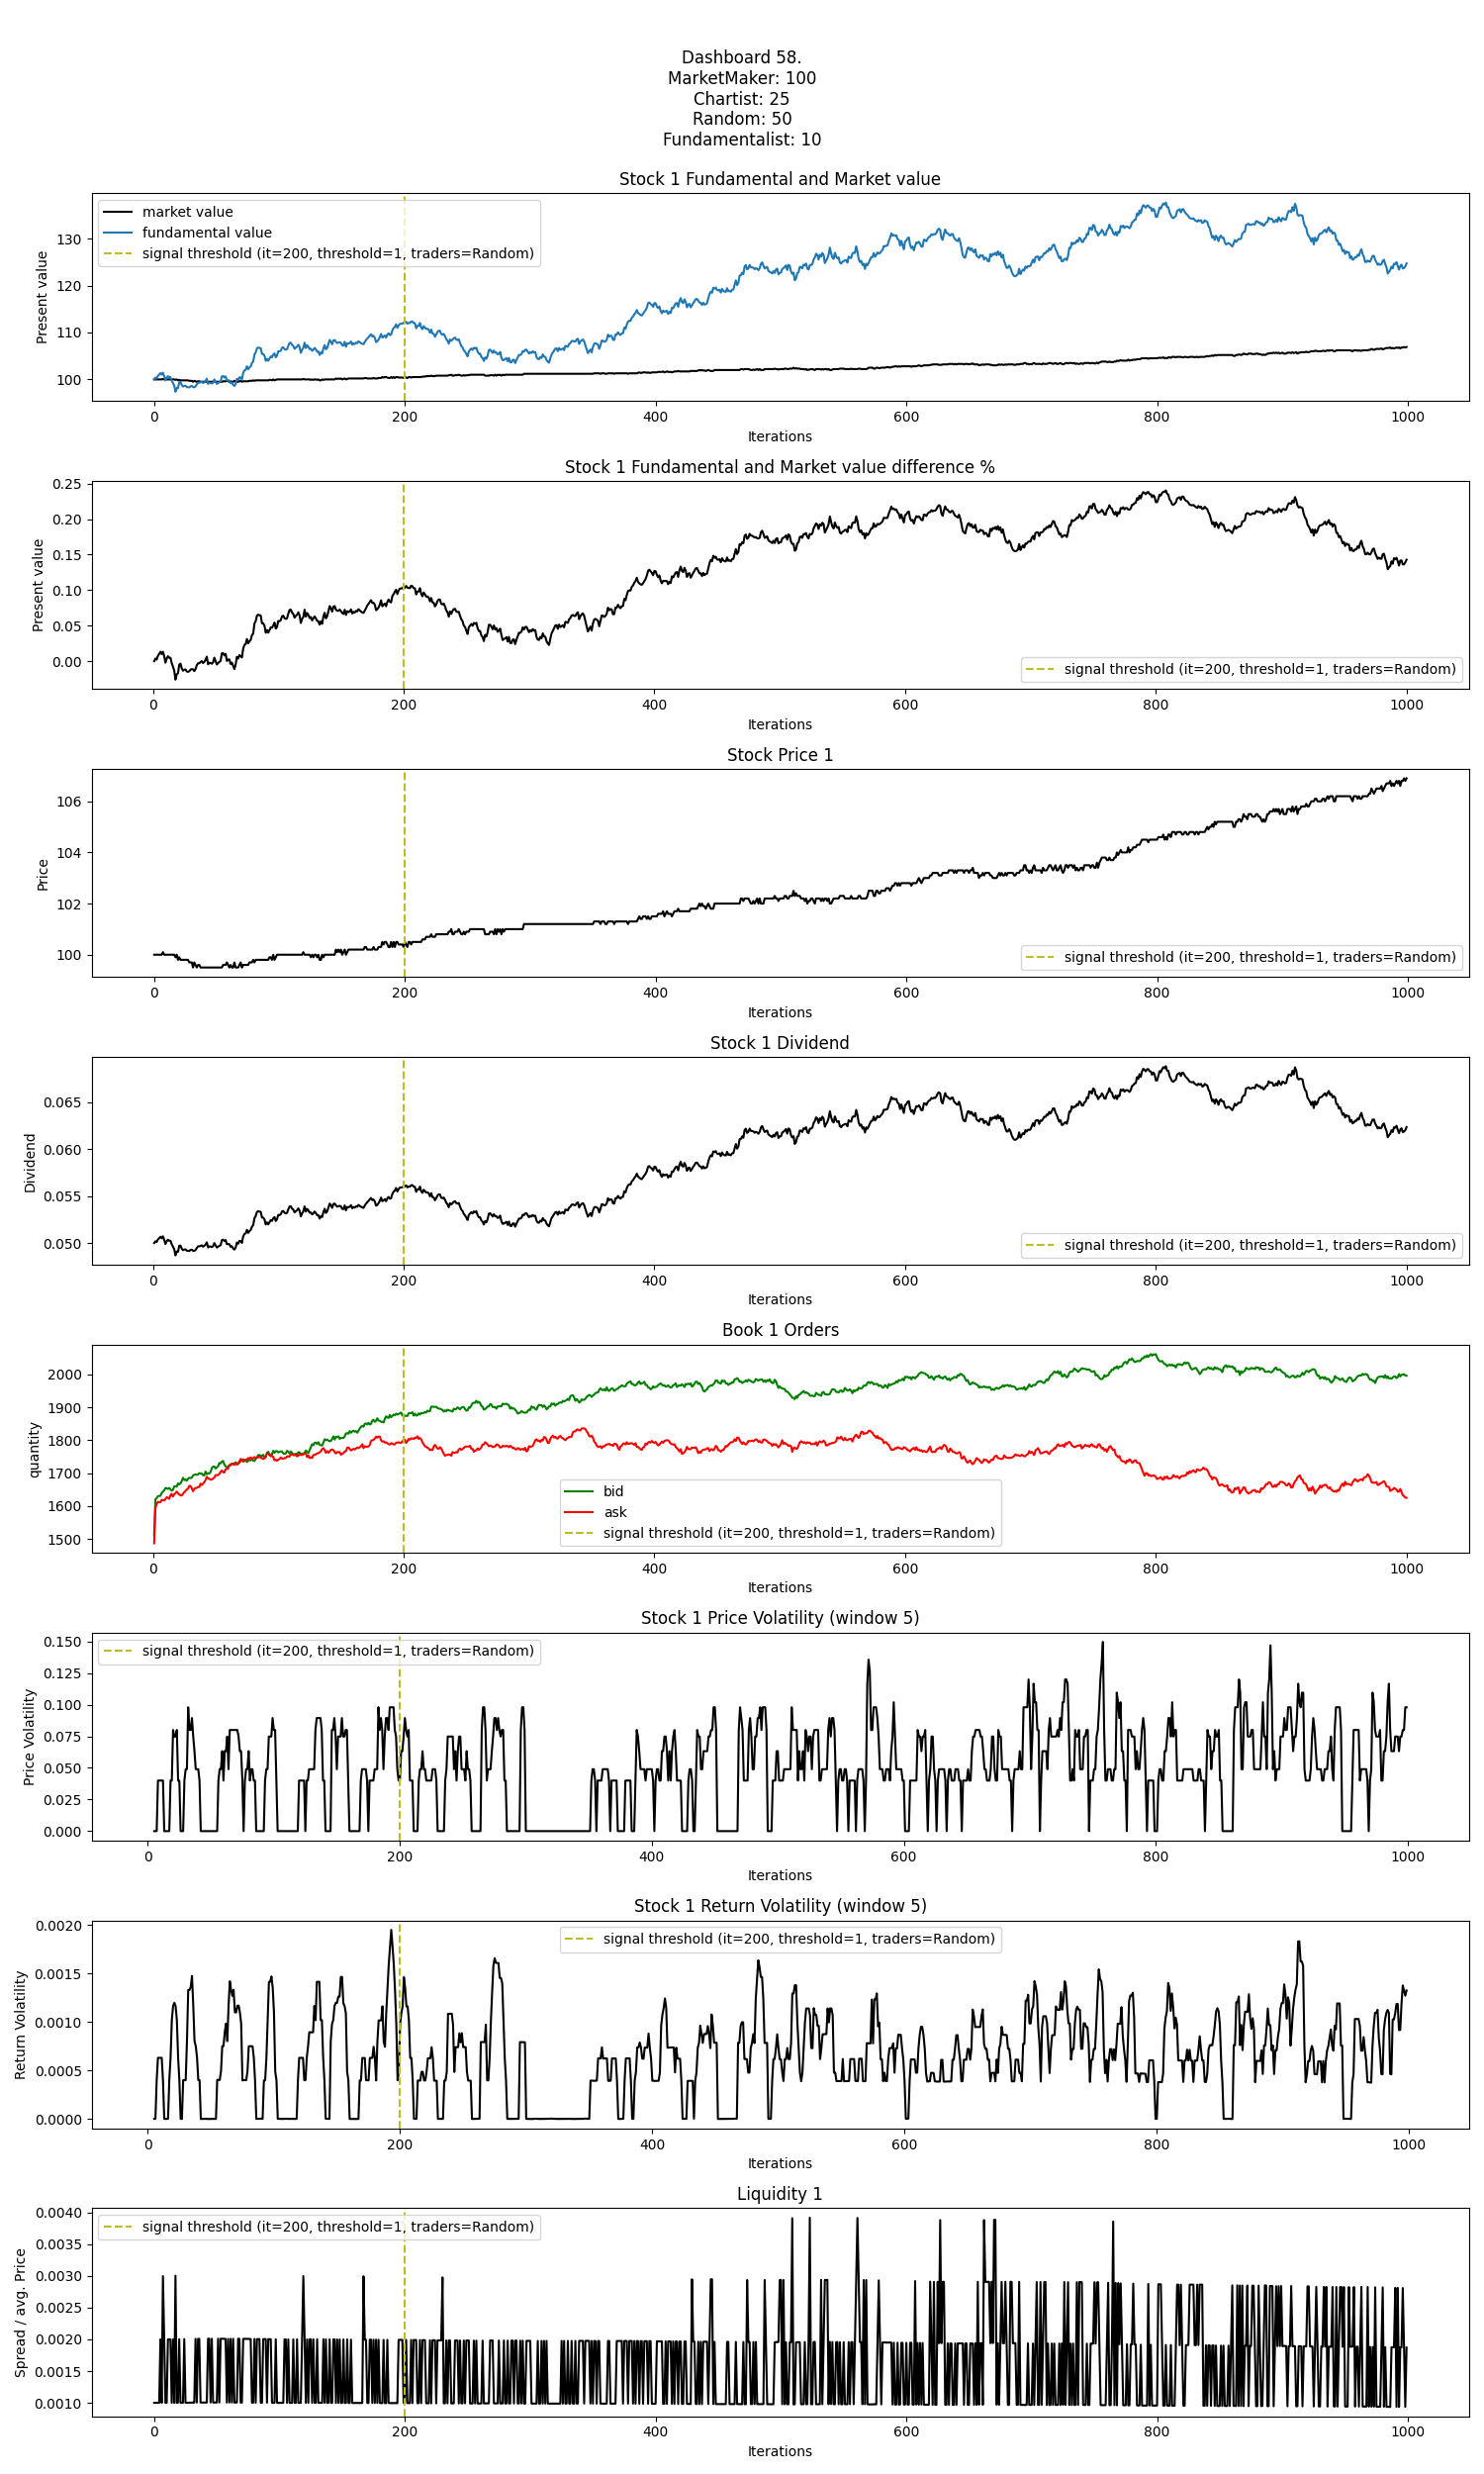 Dashboard 58.
MarketMaker: 100
Chartist: 25
Random: 50
Fundamentalist: 10
Stock 1 Fundamental and Market value
market value
fundamental value
signal threshold (it=200, threshold=1, traders=Random)
Present value
130
120
110
100
0 200 400 600 800 1000
Iterations
Stock 1 Fundamental and Market value difference %
Present value
0.25
0.20
0.15
0.10
0.05
0.00
signal threshold (it=200, threshold=1, traders=Random)
0 200 400 600 800 1000
Iterations
Stock Price 1
Price
106
104
102
100
signal threshold (it=200, threshold=1, traders=Random)
0 200 400 600 800 1000
Iterations
Stock 1 Dividend
Dividend
0.065
0.060
0.055
0.050
signal threshold (it=200, threshold=1, traders=Random)
0 200 400 600 800 1000
Iterations
Book 1 Orders
quantity
2000
1900
1800
1700
1600
1500
bid
ask
signal threshold (it=200, threshold=1, traders=Random)
0 200 400 600 800 1000
Iterations
Stock 1 Price Volatility (window 5)
signal threshold (it=200, threshold=1, traders=Random)
Price Volatility
0.150
0.125
0.100
0.075
0.050
0.025
0.000
0 200 400 600 800 1000
Iterations
Stock 1 Return Volatility (window 5)
signal threshold (it=200, threshold=1, traders=Random)
Return Volatility
0.0020
0.0015
0.0010
0.0005
0.0000
0 200 400 600 800 1000
Iterations
Liquidity 1
signal threshold (it=200, threshold=1, traders=Random)
Spread / avg. Price
0.0040
0.0035
0.0030
0.0025
0.0020
0.0015
0.0010
0 200 400 600 800 1000
Iterations